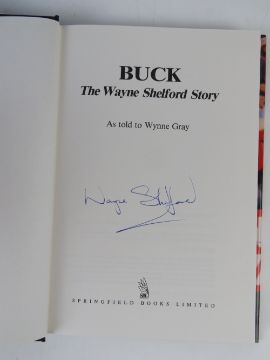 BUCK
The Wayne Shelford Story
As told to Wynne Gray
Wayne Shelford
SPRINGFIELD BOOKS LIMITED